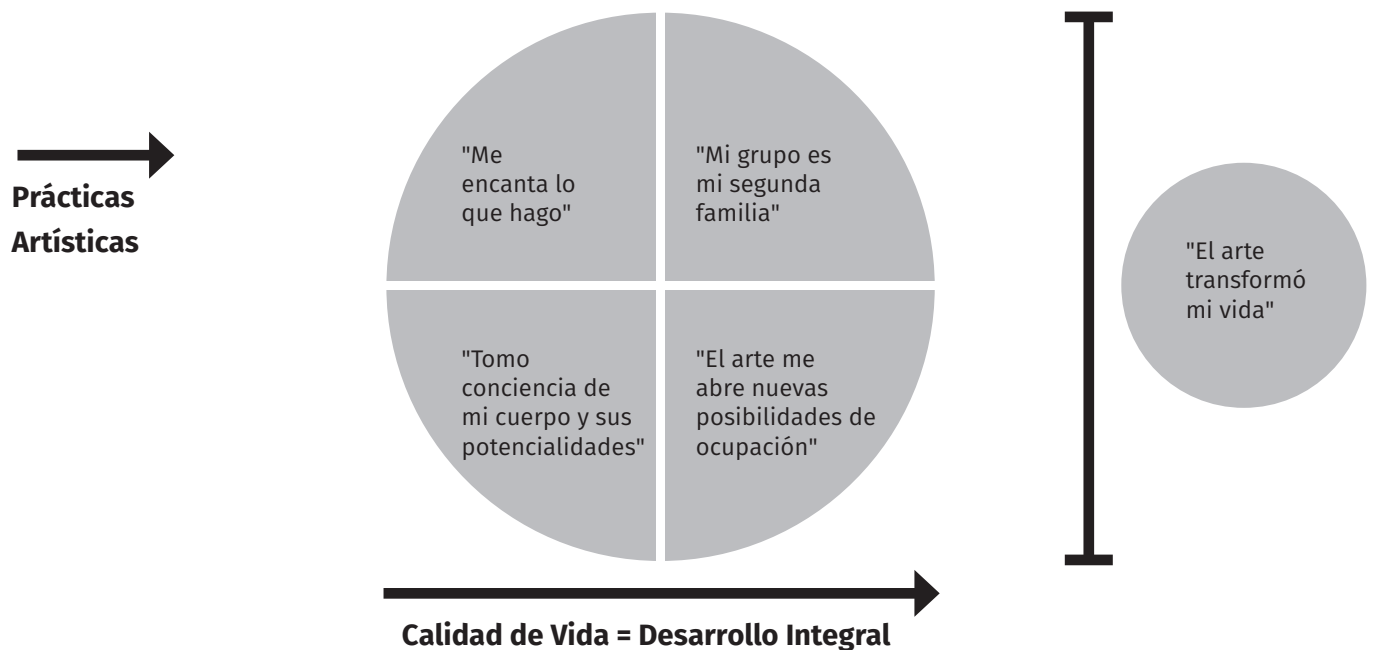 Prácticas
Artísticas
"Me
encanta lo
que hago"
"Mi grupo es
mi segunda
familia"
"Tomo
conciencia de
mi cuerpo y sus
potencialidades"
"El arte me
abre nuevas
posibilidades de
ocupación"
"El arte
transformó
mi vida"
Calidad de Vida = Desarrollo Integral